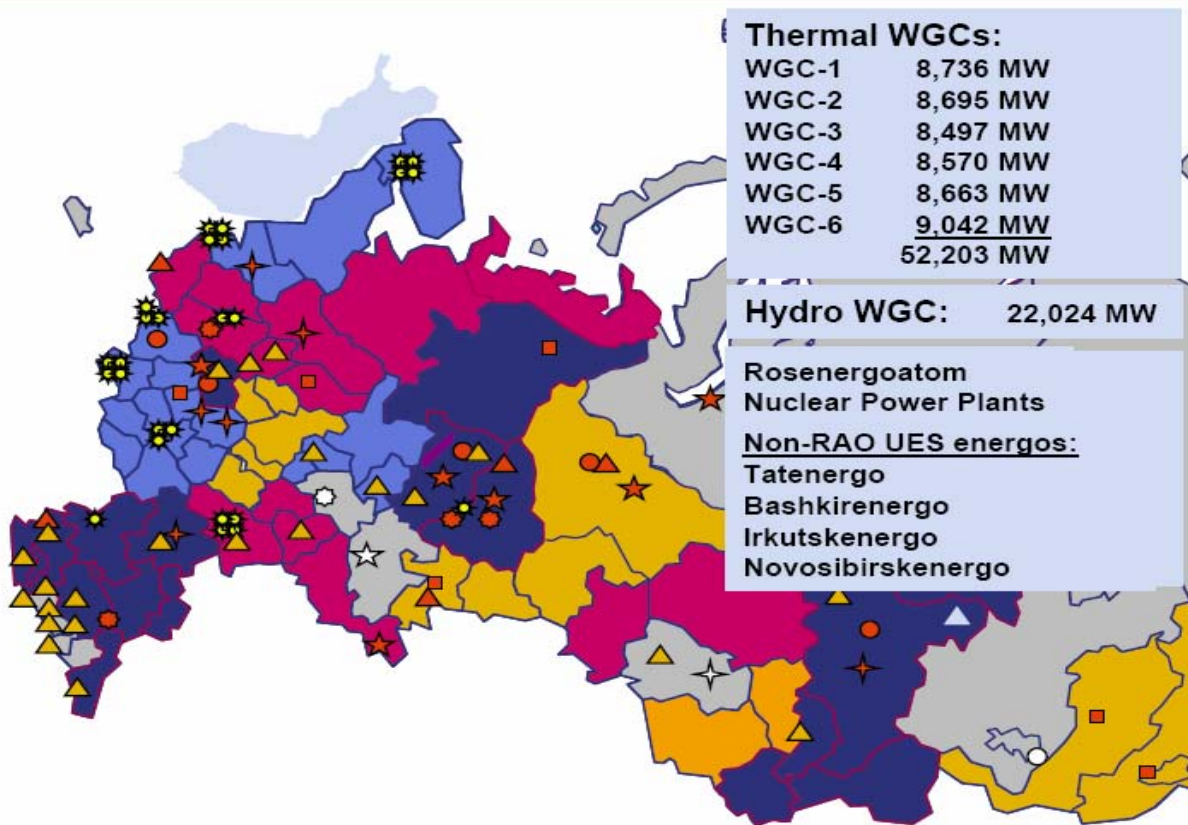 Thermal WGCs:
WGC-1 8,736 MW
WGC-2 8,695 MW
WGC-3 8,497 MW
WGC-4 8,570 MW
WGC-5 8,663 MW
WGC-6 9,042 MW
52,203 MW
Hydro WGC: 22,024 MW
Rosenergoatom
Nuclear Power Plants
Non-RAO UES energos:
Tatenergo
Bashkirenergo
Irkutskenergo
Novosibirskenergo